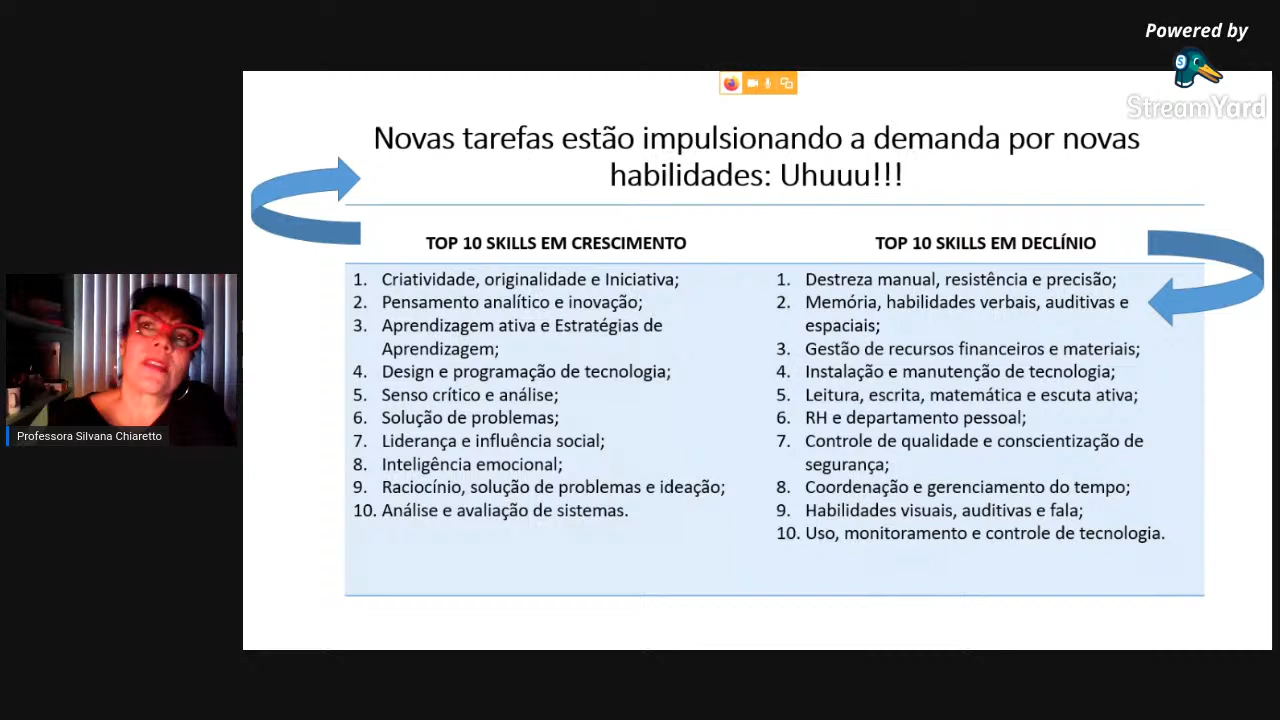 Powered by
StreamYard
Novas tarefas estão impulsionando a demanda por novas
habilidades: Uhuuu!!!
TOP 10 SKILLS EM CRESCIMENTO
1. Criatividade, originalidade e Iniciativa;
2. Pensamento analítico e inovação;
3. Aprendizagem ativa e Estratégias de
Aprendizagem;
4. Design e programação de tecnologia;
5. Senso crítico e análise;
6. Solução de problemas;
7. Liderança e influência social;
8. Inteligência emocional;
9. Raciocínio, solução de problemas e ideação;
10. Análise e avaliação de sistemas.
TOP 10 SKILLS EM DECLÍNIO
1. Destreza manual, resistência e precisão;
2. Memória, habilidades verbais, auditivas e
espaciais;
3. Gestão de recursos financeiros e materiais;
4. Instalação e manutenção de tecnologia;
5. Leitura, escrita, matemática e escuta ativa;
6. RH e departamento pessoal;
7. Controle de qualidade e conscientização de
segurança;
8. Coordenação e gerenciamento do tempo;
9. Habilidades visuais, auditivas e fala;
10. Uso, monitoramento e controle de tecnologia.
Professora Silvana Chiaretto